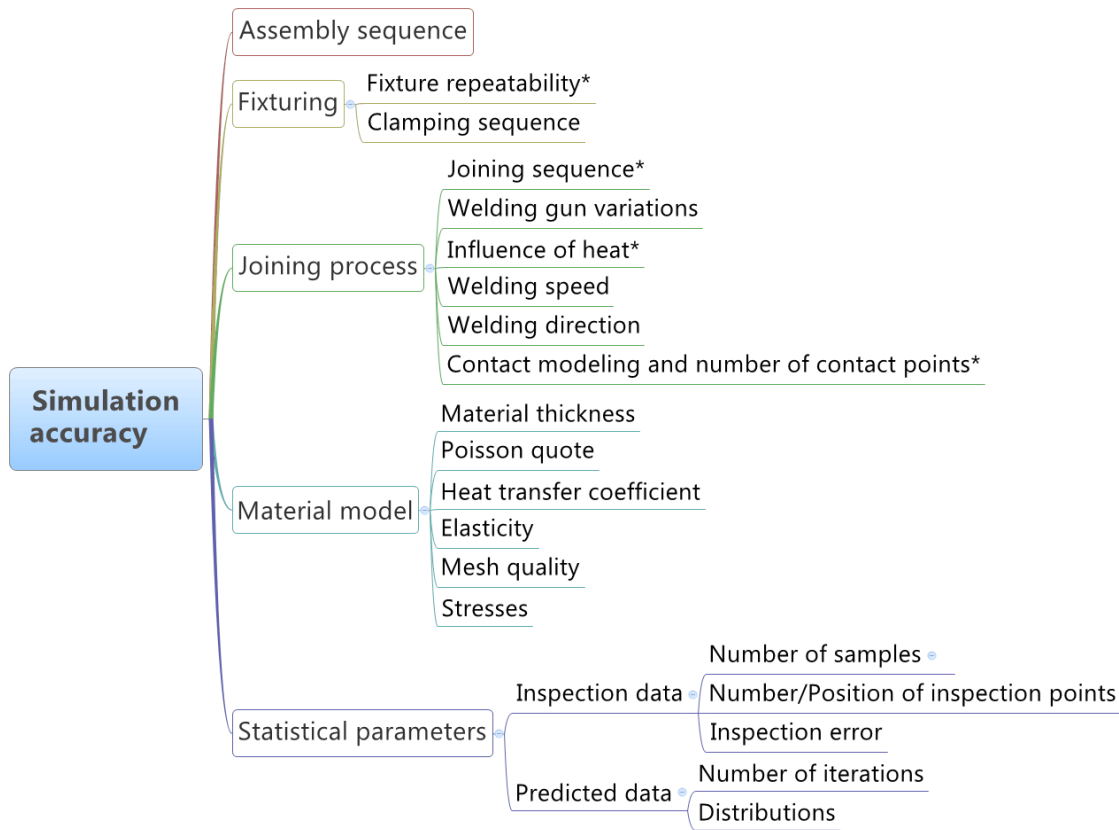 Assembly sequence
Fixturing
Fixture repeatability*
Clamping sequence
Joining process
Joining sequence*
Welding gun variations
Influence of heat*
Welding speed
Welding direction
Contact modeling and number of contact points*
Simulation
accuracy
Material model
Material thickness
Poisson quote
Heat transfer coefficient
Elasticity
Mesh quality
Stresses
Statistical parameters
Inspection data
Number of samples
Number/Position of inspection points
Inspection error
Predicted data
Number of iterations
Distributions